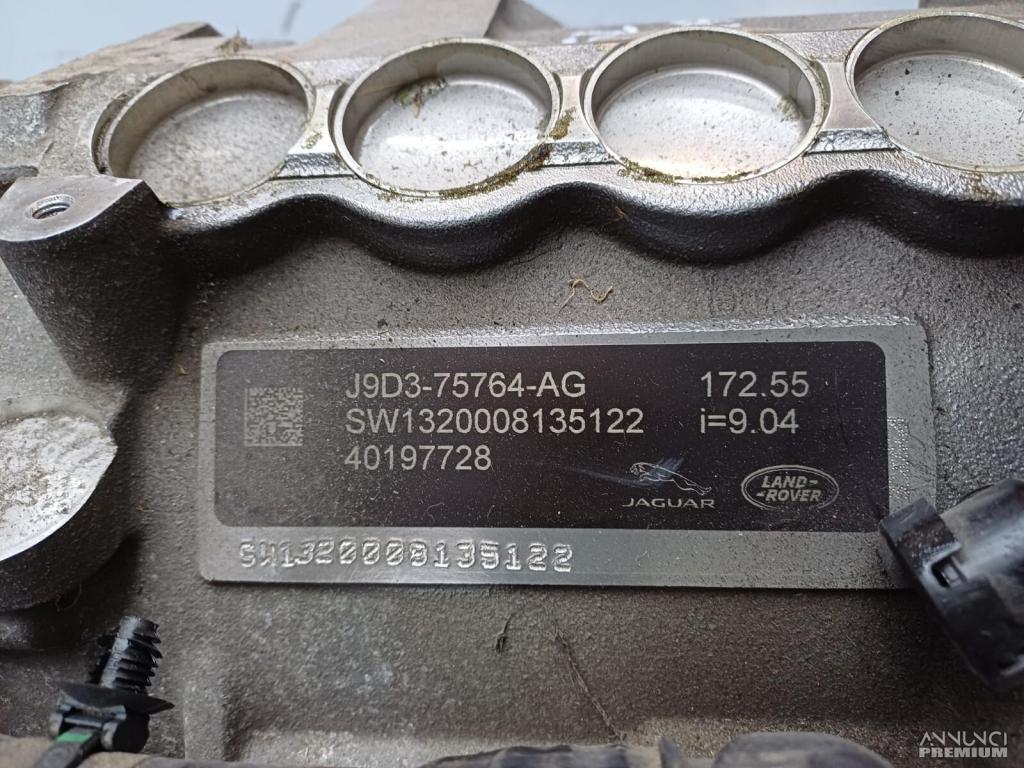 J9D3-75764-AG 172.55
SW1320008135122 i=9.04
40197728
JAGUAR
LAND-
-ROVER
SW1320008135122
ANNUNCI
PREMIUM